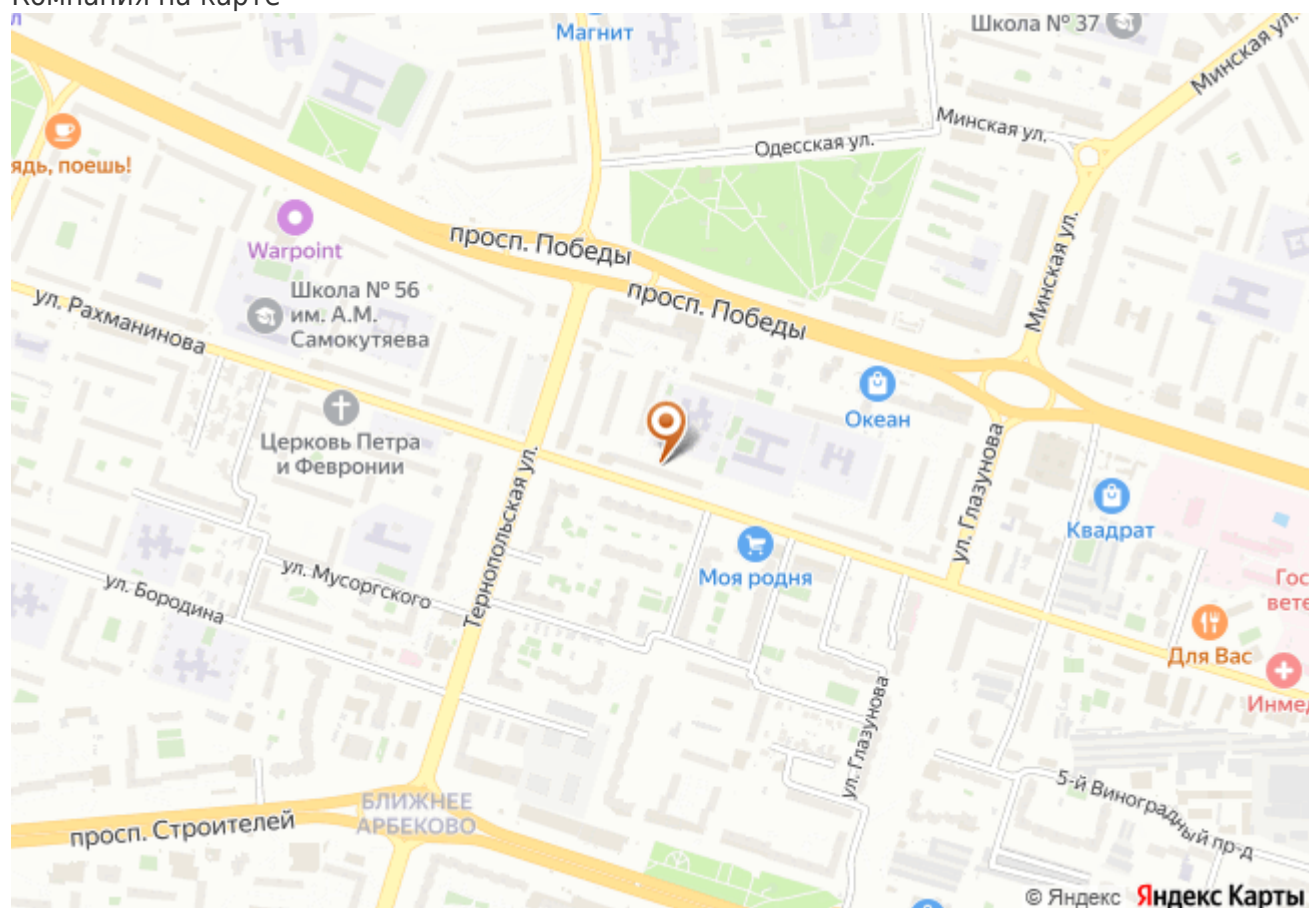 Компания на карте
Магнит
Школа № 37
Минская ул.
Минская ул.
Одесская ул.
ядь, поешь!
Warpoint
просп. Победы
Минская ул.
Школа № 56
им. А.М.
Самокутяева
просп. Победы
ул. Рахманинова
Океан
Церковь Петра
и Февронии
Тернопольская ул.
ул. Глазунова
Квадрат
Моя родня
ул. Мусоргского
ул. Бородина
Гос
вете
Для Вас
Инмед
ул. Глазунова
5-й Виноградный пр-д
БЛИЖНЕЕ
АРБЕКОВО
просп. Строителей
© Яндекс Яндекс Карты